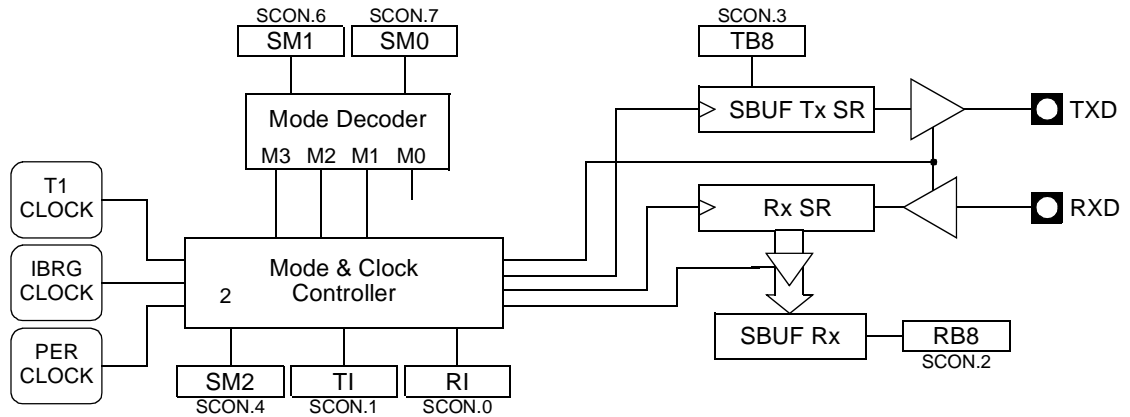 SCON.6 SCON.7 SCON.3
SM1 SM0 TB8
Mode Decoder
M3 M2 M1 M0
SBUF Tx SR
TXD
T1
CLOCK
Rx SR
RXD
IBRG
CLOCK
Mode & Clock
Controller
2
PER
CLOCK
SBUF Rx
RB8
SCON.2
SM2 TI RI
SCON.4 SCON.1 SCON.0